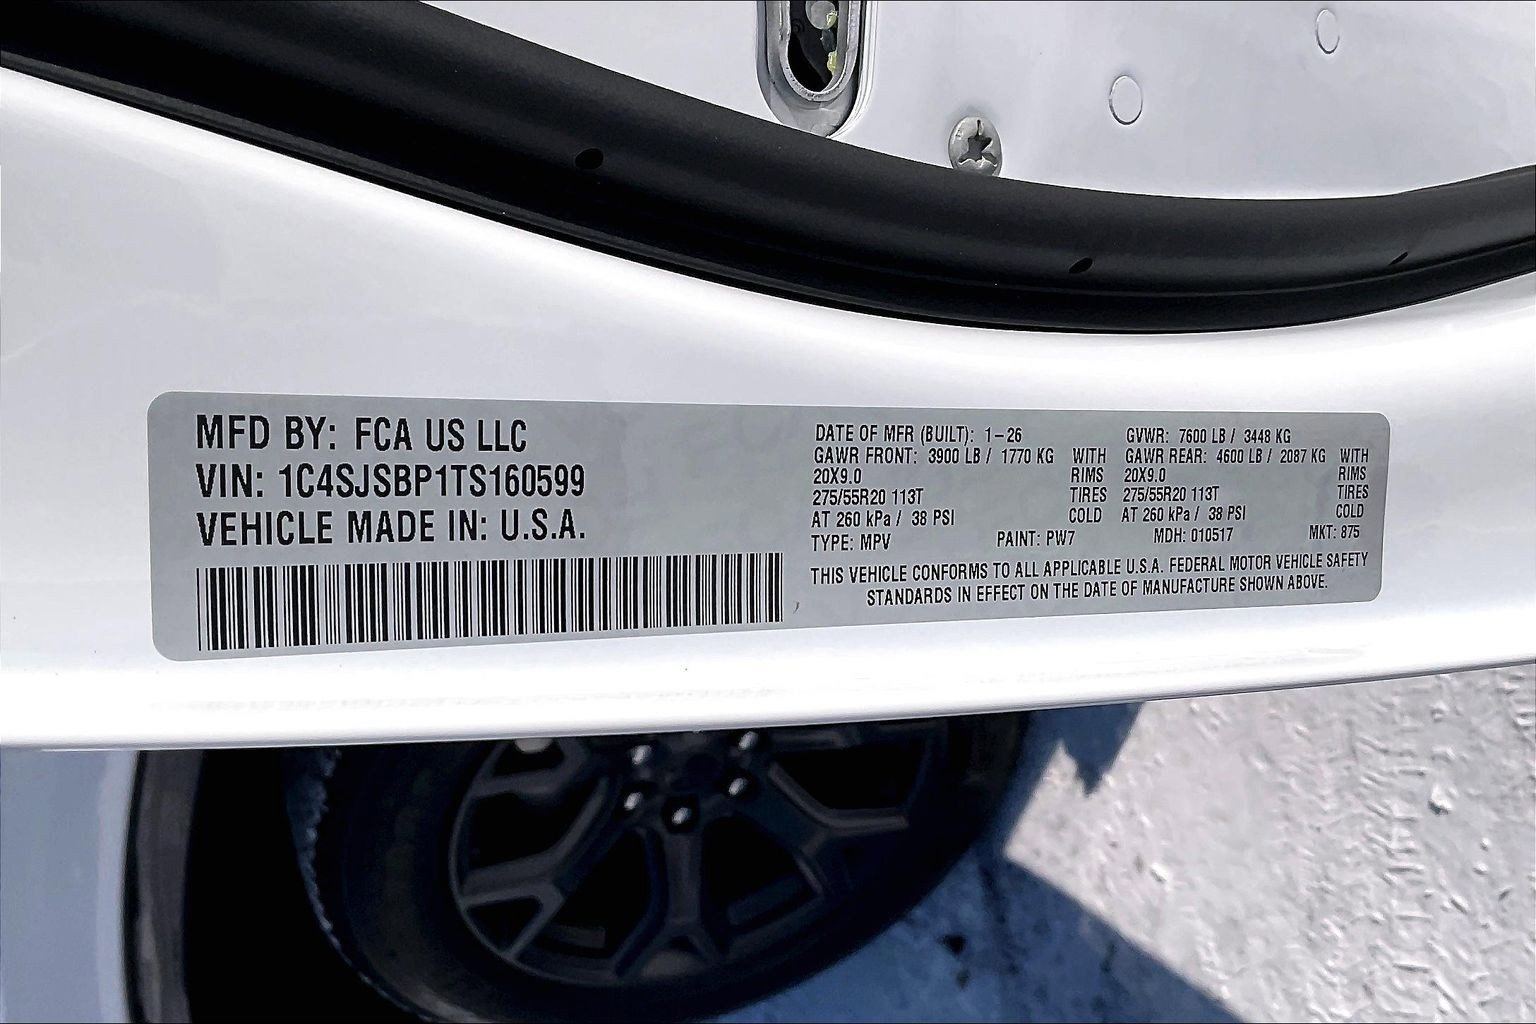 MFD BY: FCA US LLC
VIN: 1C4SJSBP1TS160599
VEHICLE MADE IN: U.S.A.
DATE OF MFR (BUILT): 1-26 GVWR: 7600 LB / 3448 KG
GAWR FRONT: 3900 LB / 1770 KG WITH GAWR REAR: 4600 LB / 2087 KG WITH
20X9.0 RIMS 20X9.0 RIMS
275/55R20 113T TIRES 275/55R20 113T TIRES
AT 260 kPa / 38 PSI COLD AT 260 kPa / 38 PSI COLD
TYPE: MPV PAINT: PW7 MDH: 010517 MKT: 875
THIS VEHICLE CONFORMS TO ALL APPLICABLE U.S.A. FEDERAL MOTOR VEHICLE SAFETY
STANDARDS IN EFFECT ON THE DATE OF MANUFACTURE SHOWN ABOVE.